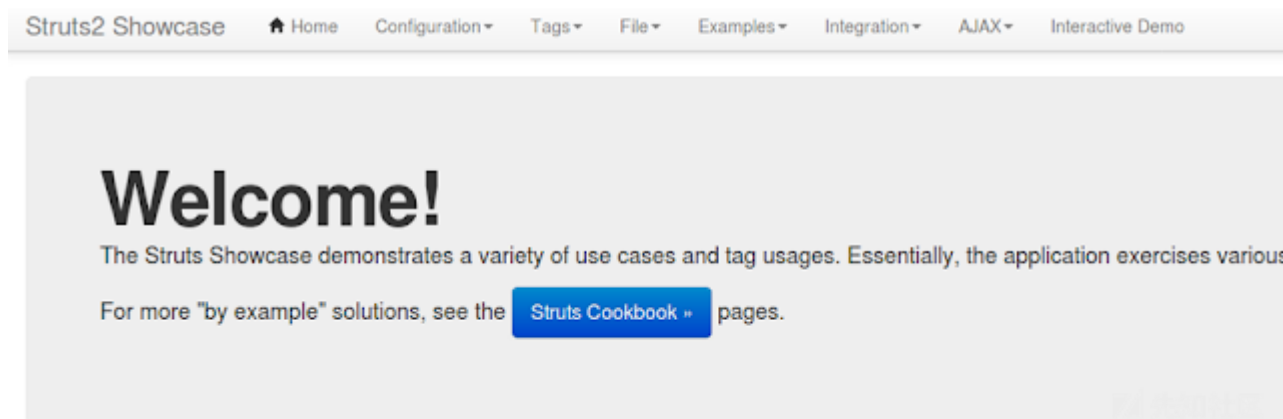 Struts2 Showcase Home Configuration Tags File Examples Integration AJAX Interactive Demo
Welcome!
The Struts Showcase demonstrates a variety of use cases and tag usages. Essentially, the application exercises various
For more "by example" solutions, see the Struts Cookbook » pages.